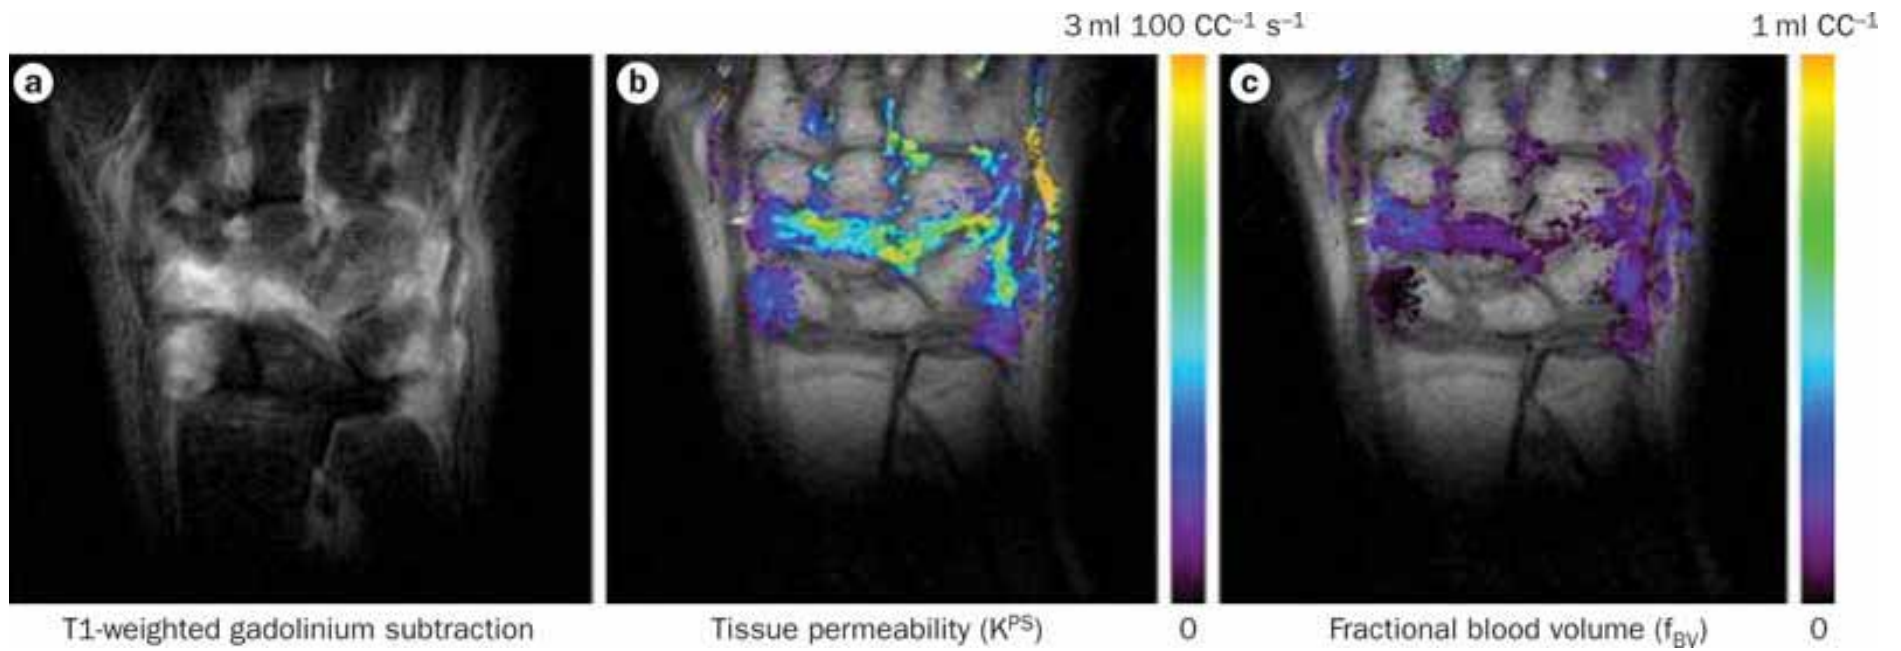 3 ml 100 CC⁻¹ s⁻¹
1 ml CC⁻¹
a
b
c
T1-weighted gadolinium subtraction
Tissue permeability (Kᴾˢ)
0
Fractional blood volume (f_BV)
0